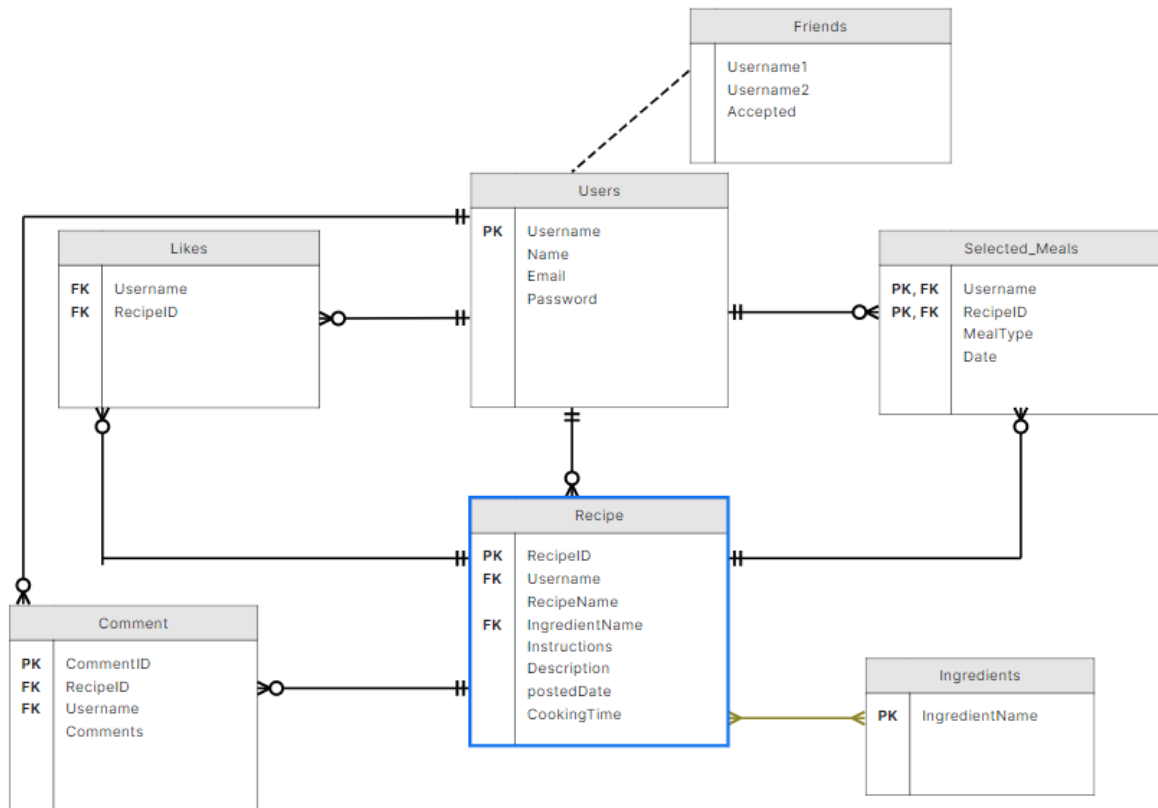 Friends
Username1
Username2
Accepted
Users
PK Username
Name
Email
Password
Likes
FK Username
FK RecipeID
Selected_Meals
PK, FK Username
PK, FK RecipeID
MealType
Date
Recipe
PK RecipeID
FK Username
RecipeName
FK IngredientName
Instructions
Description
postedDate
CookingTime
Comment
PK CommentID
FK RecipeID
FK Username
Comments
Ingredients
PK IngredientName